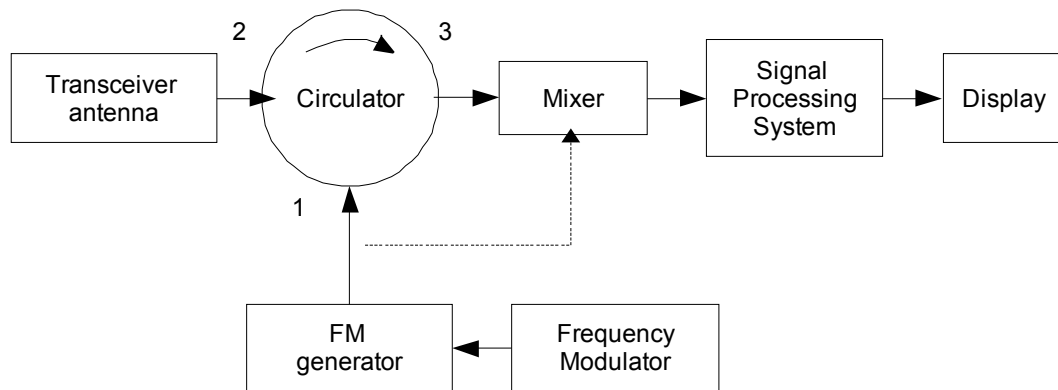 2
3
Transceiver
antenna
Circulator
Mixer
Signal
Processing
System
Display
1
FM
generator
Frequency
Modulator